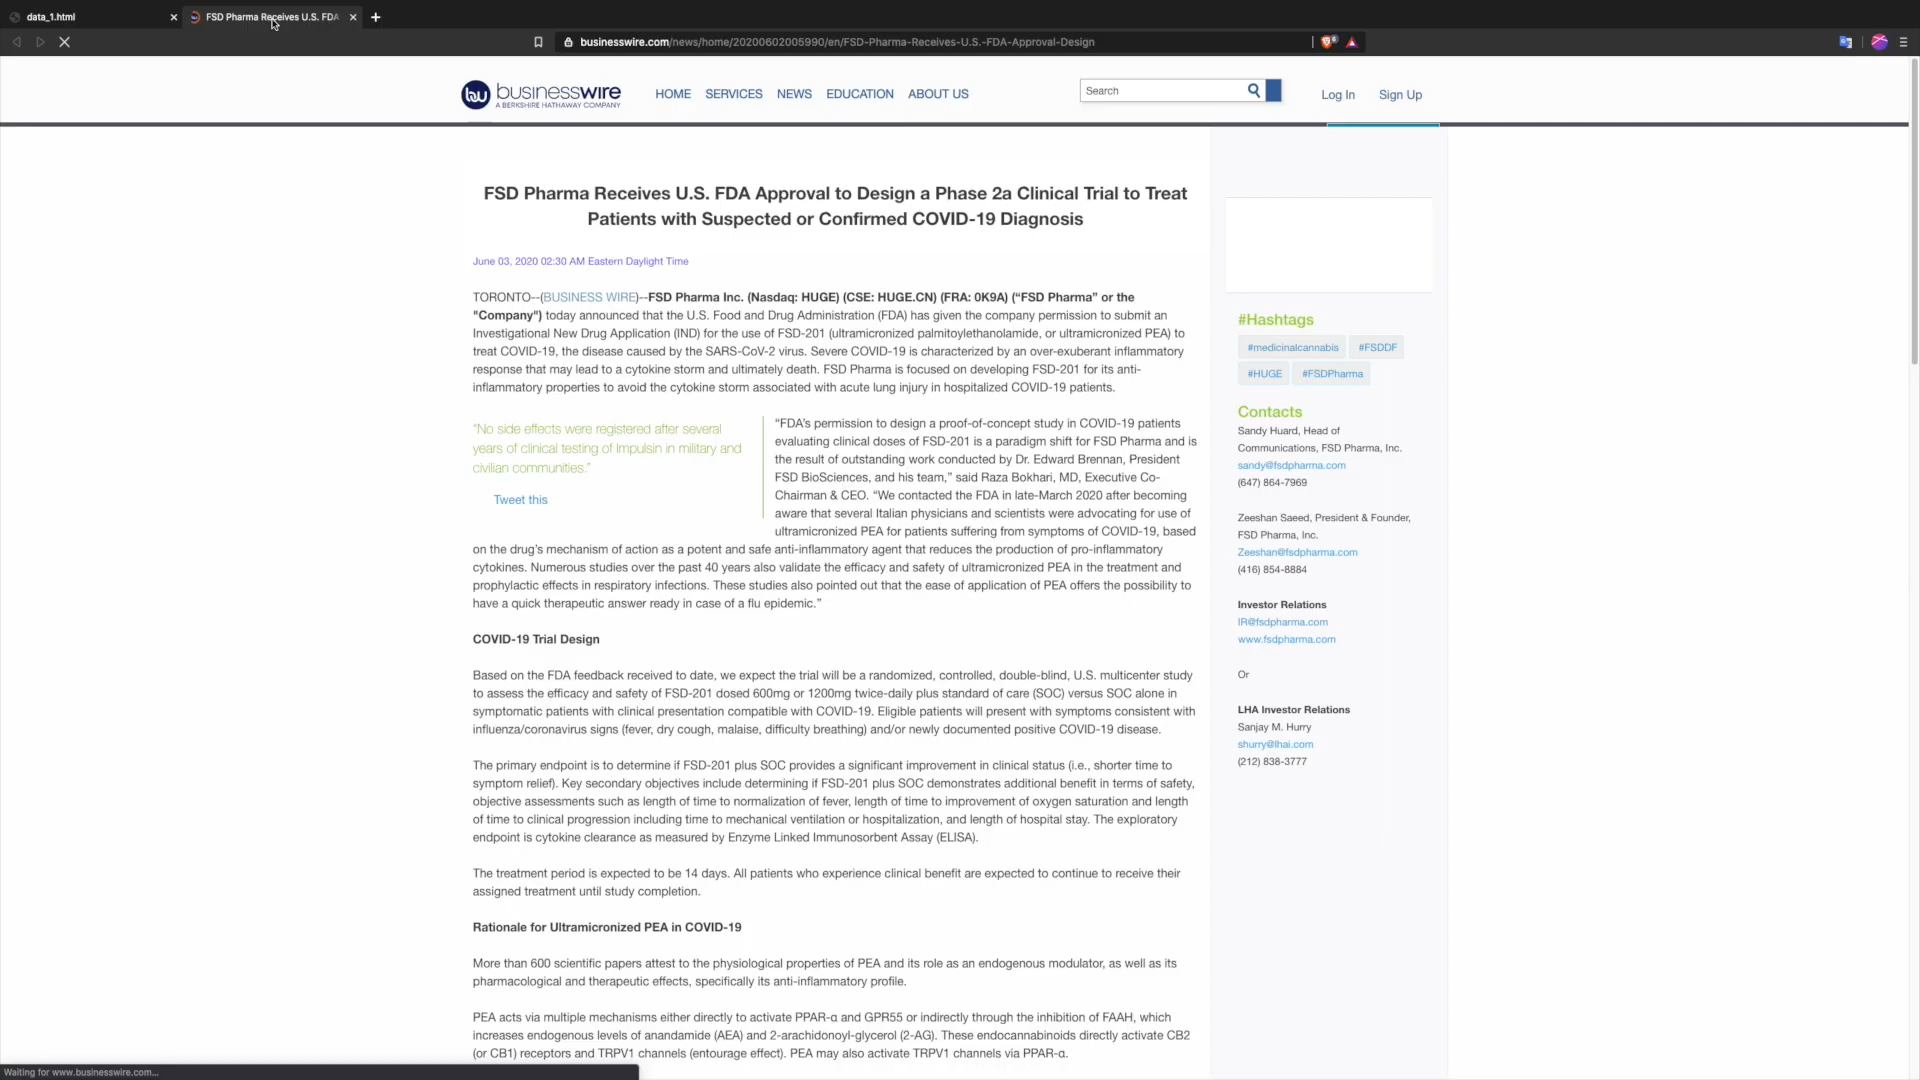 data_1.html
FSD Pharma Receives U.S. FDA
businesswire.com/news/home/20200602005990/en/FSD-Pharma-Receives-U.S.-FDA-Approval-Design
businesswire
A BERKSHIRE HATHAWAY COMPANY
HOME SERVICES NEWS EDUCATION ABOUT US
Search
Log In Sign Up
FSD Pharma Receives U.S. FDA Approval to Design a Phase 2a Clinical Trial to Treat
Patients with Suspected or Confirmed COVID-19 Diagnosis
June 03, 2020 02:30 AM Eastern Daylight Time
TORONTO--(BUSINESS WIRE)--FSD Pharma Inc. (Nasdaq: HUGE) (CSE: HUGE.CN) (FRA: 0K9A) (“FSD Pharma” or the
"Company") today announced that the U.S. Food and Drug Administration (FDA) has given the company permission to submit an
Investigational New Drug Application (IND) for the use of FSD-201 (ultramicronized palmitoylethanolamide, or ultramicronized PEA) to
treat COVID-19, the disease caused by the SARS-CoV-2 virus. Severe COVID-19 is characterized by an over-exuberant inflammatory
response that may lead to a cytokine storm and ultimately death. FSD Pharma is focused on developing FSD-201 for its anti-
inflammatory properties to avoid the cytokine storm associated with acute lung injury in hospitalized COVID-19 patients.
“No side effects were registered after several
years of clinical testing of Impulsin in military and
civilian communities.”
Tweet this
“FDA’s permission to design a proof-of-concept study in COVID-19 patients
evaluating clinical doses of FSD-201 is a paradigm shift for FSD Pharma and is
the result of outstanding work conducted by Dr. Edward Brennan, President
FSD BioSciences, and his team,” said Raza Bokhari, MD, Executive Co-
Chairman & CEO. “We contacted the FDA in late-March 2020 after becoming
aware that several Italian physicians and scientists were advocating for use of
ultramicronized PEA for patients suffering from symptoms of COVID-19, based
on the drug’s mechanism of action as a potent and safe anti-inflammatory agent that reduces the production of pro-inflammatory
cytokines. Numerous studies over the past 40 years also validate the efficacy and safety of ultramicronized PEA in the treatment and
prophylactic effects in respiratory infections. These studies also pointed out that the ease of application of PEA offers the possibility to
have a quick therapeutic answer ready in case of a flu epidemic.”
COVID-19 Trial Design
Based on the FDA feedback received to date, we expect the trial will be a randomized, controlled, double-blind, U.S. multicenter study
to assess the efficacy and safety of FSD-201 dosed 600mg or 1200mg twice-daily plus standard of care (SOC) versus SOC alone in
symptomatic patients with clinical presentation compatible with COVID-19. Eligible patients will present with symptoms consistent with
influenza/coronavirus signs (fever, dry cough, malaise, difficulty breathing) and/or newly documented positive COVID-19 disease.
The primary endpoint is to determine if FSD-201 plus SOC provides a significant improvement in clinical status (i.e., shorter time to
symptom relief). Key secondary objectives include determining if FSD-201 plus SOC demonstrates additional benefit in terms of safety,
objective assessments such as length of time to normalization of fever, length of time to improvement of oxygen saturation and length
of time to clinical progression including time to mechanical ventilation or hospitalization, and length of hospital stay. The exploratory
endpoint is cytokine clearance as measured by Enzyme Linked Immunosorbent Assay (ELISA).
The treatment period is expected to be 14 days. All patients who experience clinical benefit are expected to continue to receive their
assigned treatment until study completion.
Rationale for Ultramicronized PEA in COVID-19
More than 600 scientific papers attest to the physiological properties of PEA and its role as an endogenous modulator, as well as its
pharmacological and therapeutic effects, specifically its anti-inflammatory profile.
PEA acts via multiple mechanisms either directly to activate PPAR-α and GPR55 or indirectly through the inhibition of FAAH, which
increases endogenous levels of anandamide (AEA) and 2-arachidonoyl-glycerol (2-AG). These endocannabinoids directly activate CB2
(or CB1) receptors and TRPV1 channels (entourage effect). PEA may also activate TRPV1 channels via PPAR-α.
#Hashtags
#medicinalcannabis #FSDDF
#HUGE #FSDPharma
Contacts
Sandy Huard, Head of
Communications, FSD Pharma, Inc.
sandy@fsdpharma.com
(647) 864-7969
Zeeshan Saeed, President & Founder,
FSD Pharma, Inc.
Zeeshan@fsdpharma.com
(416) 854-8884
Investor Relations
IR@fsdpharma.com
www.fsdpharma.com
Or
LHA Investor Relations
Sanjay M. Hurry
shurry@lhai.com
(212) 838-3777
Waiting for www.businesswire.com...